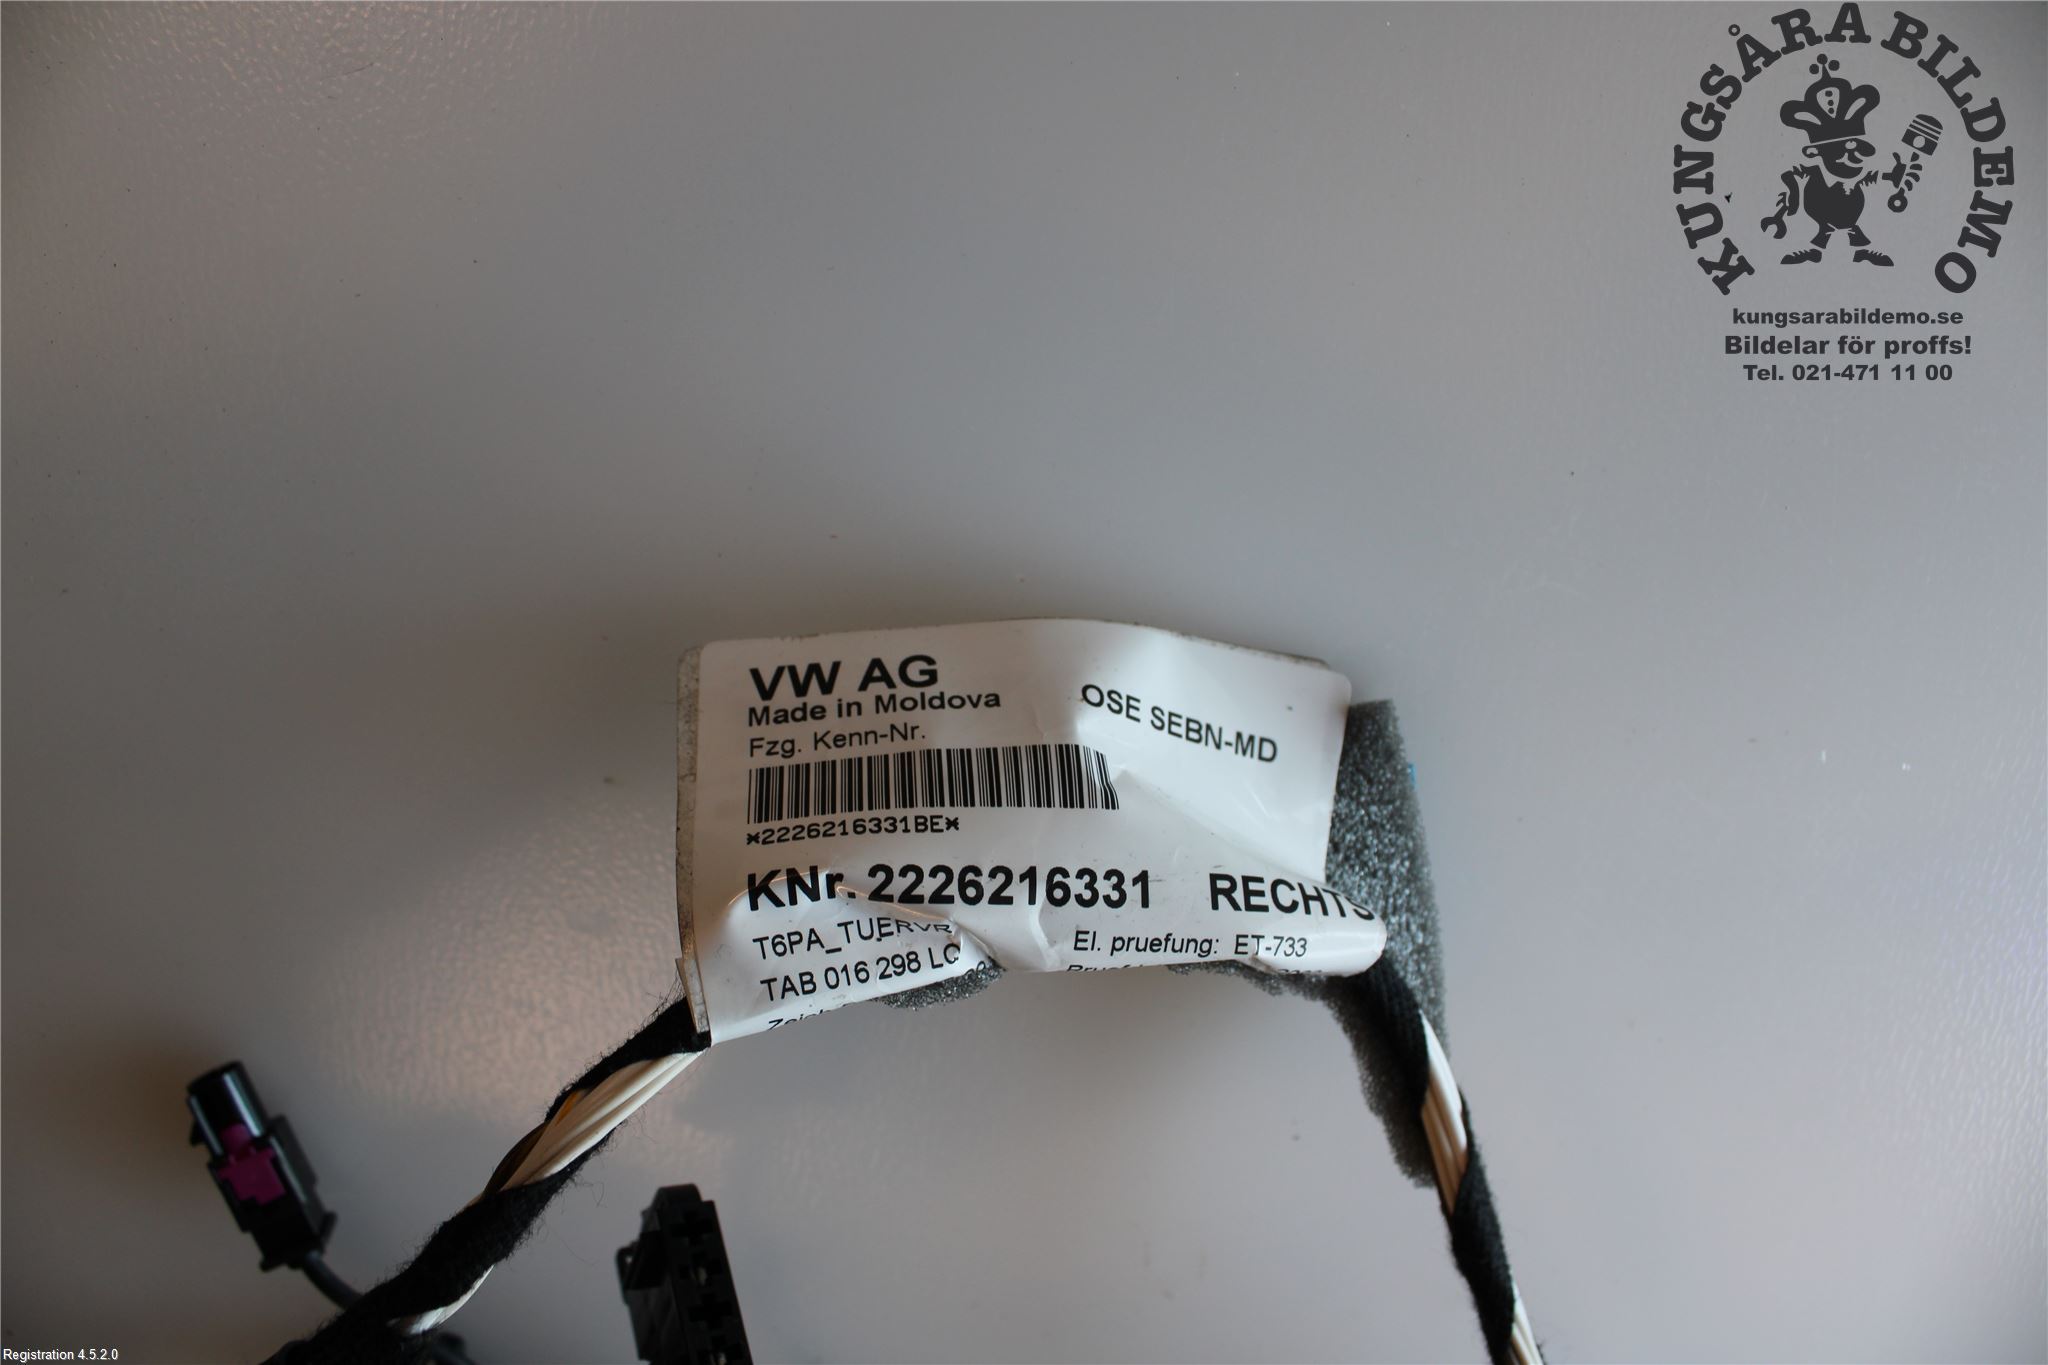 KUNGSÅRA BILDEMO
kungsarabildemo.se
Bildelar för proffs!
Tel. 021-471 11 00
VW AG
Made in Moldova
OSE SEBN-MD
Fzg. Kenn-Nr.
*2226216331BE*
KNr. 2226216331 RECHTS
T6PA_TUERVR
El. pruefung: ET-733
TAB 016 298
Registration 4.5.2.0